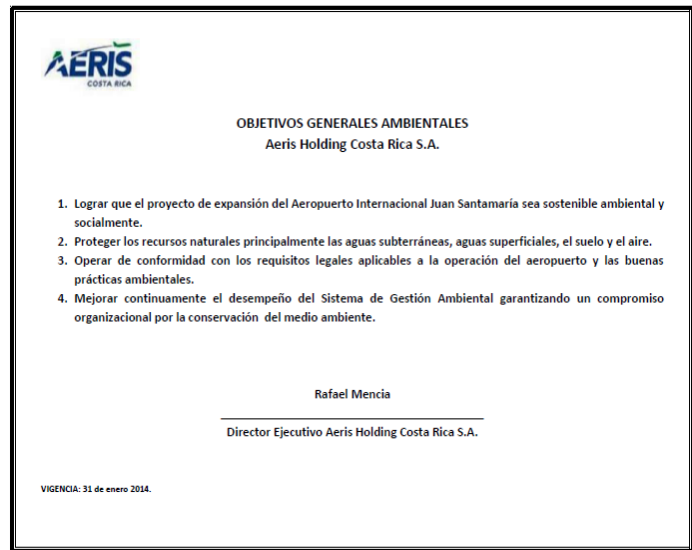 AERIS
COSTA RICA
OBJETIVOS GENERALES AMBIENTALES
Aeris Holding Costa Rica S.A.
1. Lograr que el proyecto de expansión del Aeropuerto Internacional Juan Santamaría sea sostenible ambiental y
socialmente.
2. Proteger los recursos naturales principalmente las aguas subterráneas, aguas superficiales, el suelo y el aire.
3. Operar de conformidad con los requisitos legales aplicables a la operación del aeropuerto y las buenas
prácticas ambientales.
4. Mejorar continuamente el desempeño del Sistema de Gestión Ambiental garantizando un compromiso
organizacional por la conservación del medio ambiente.
Rafael Mencia
Director Ejecutivo Aeris Holding Costa Rica S.A.
VIGENCIA: 31 de enero 2014.